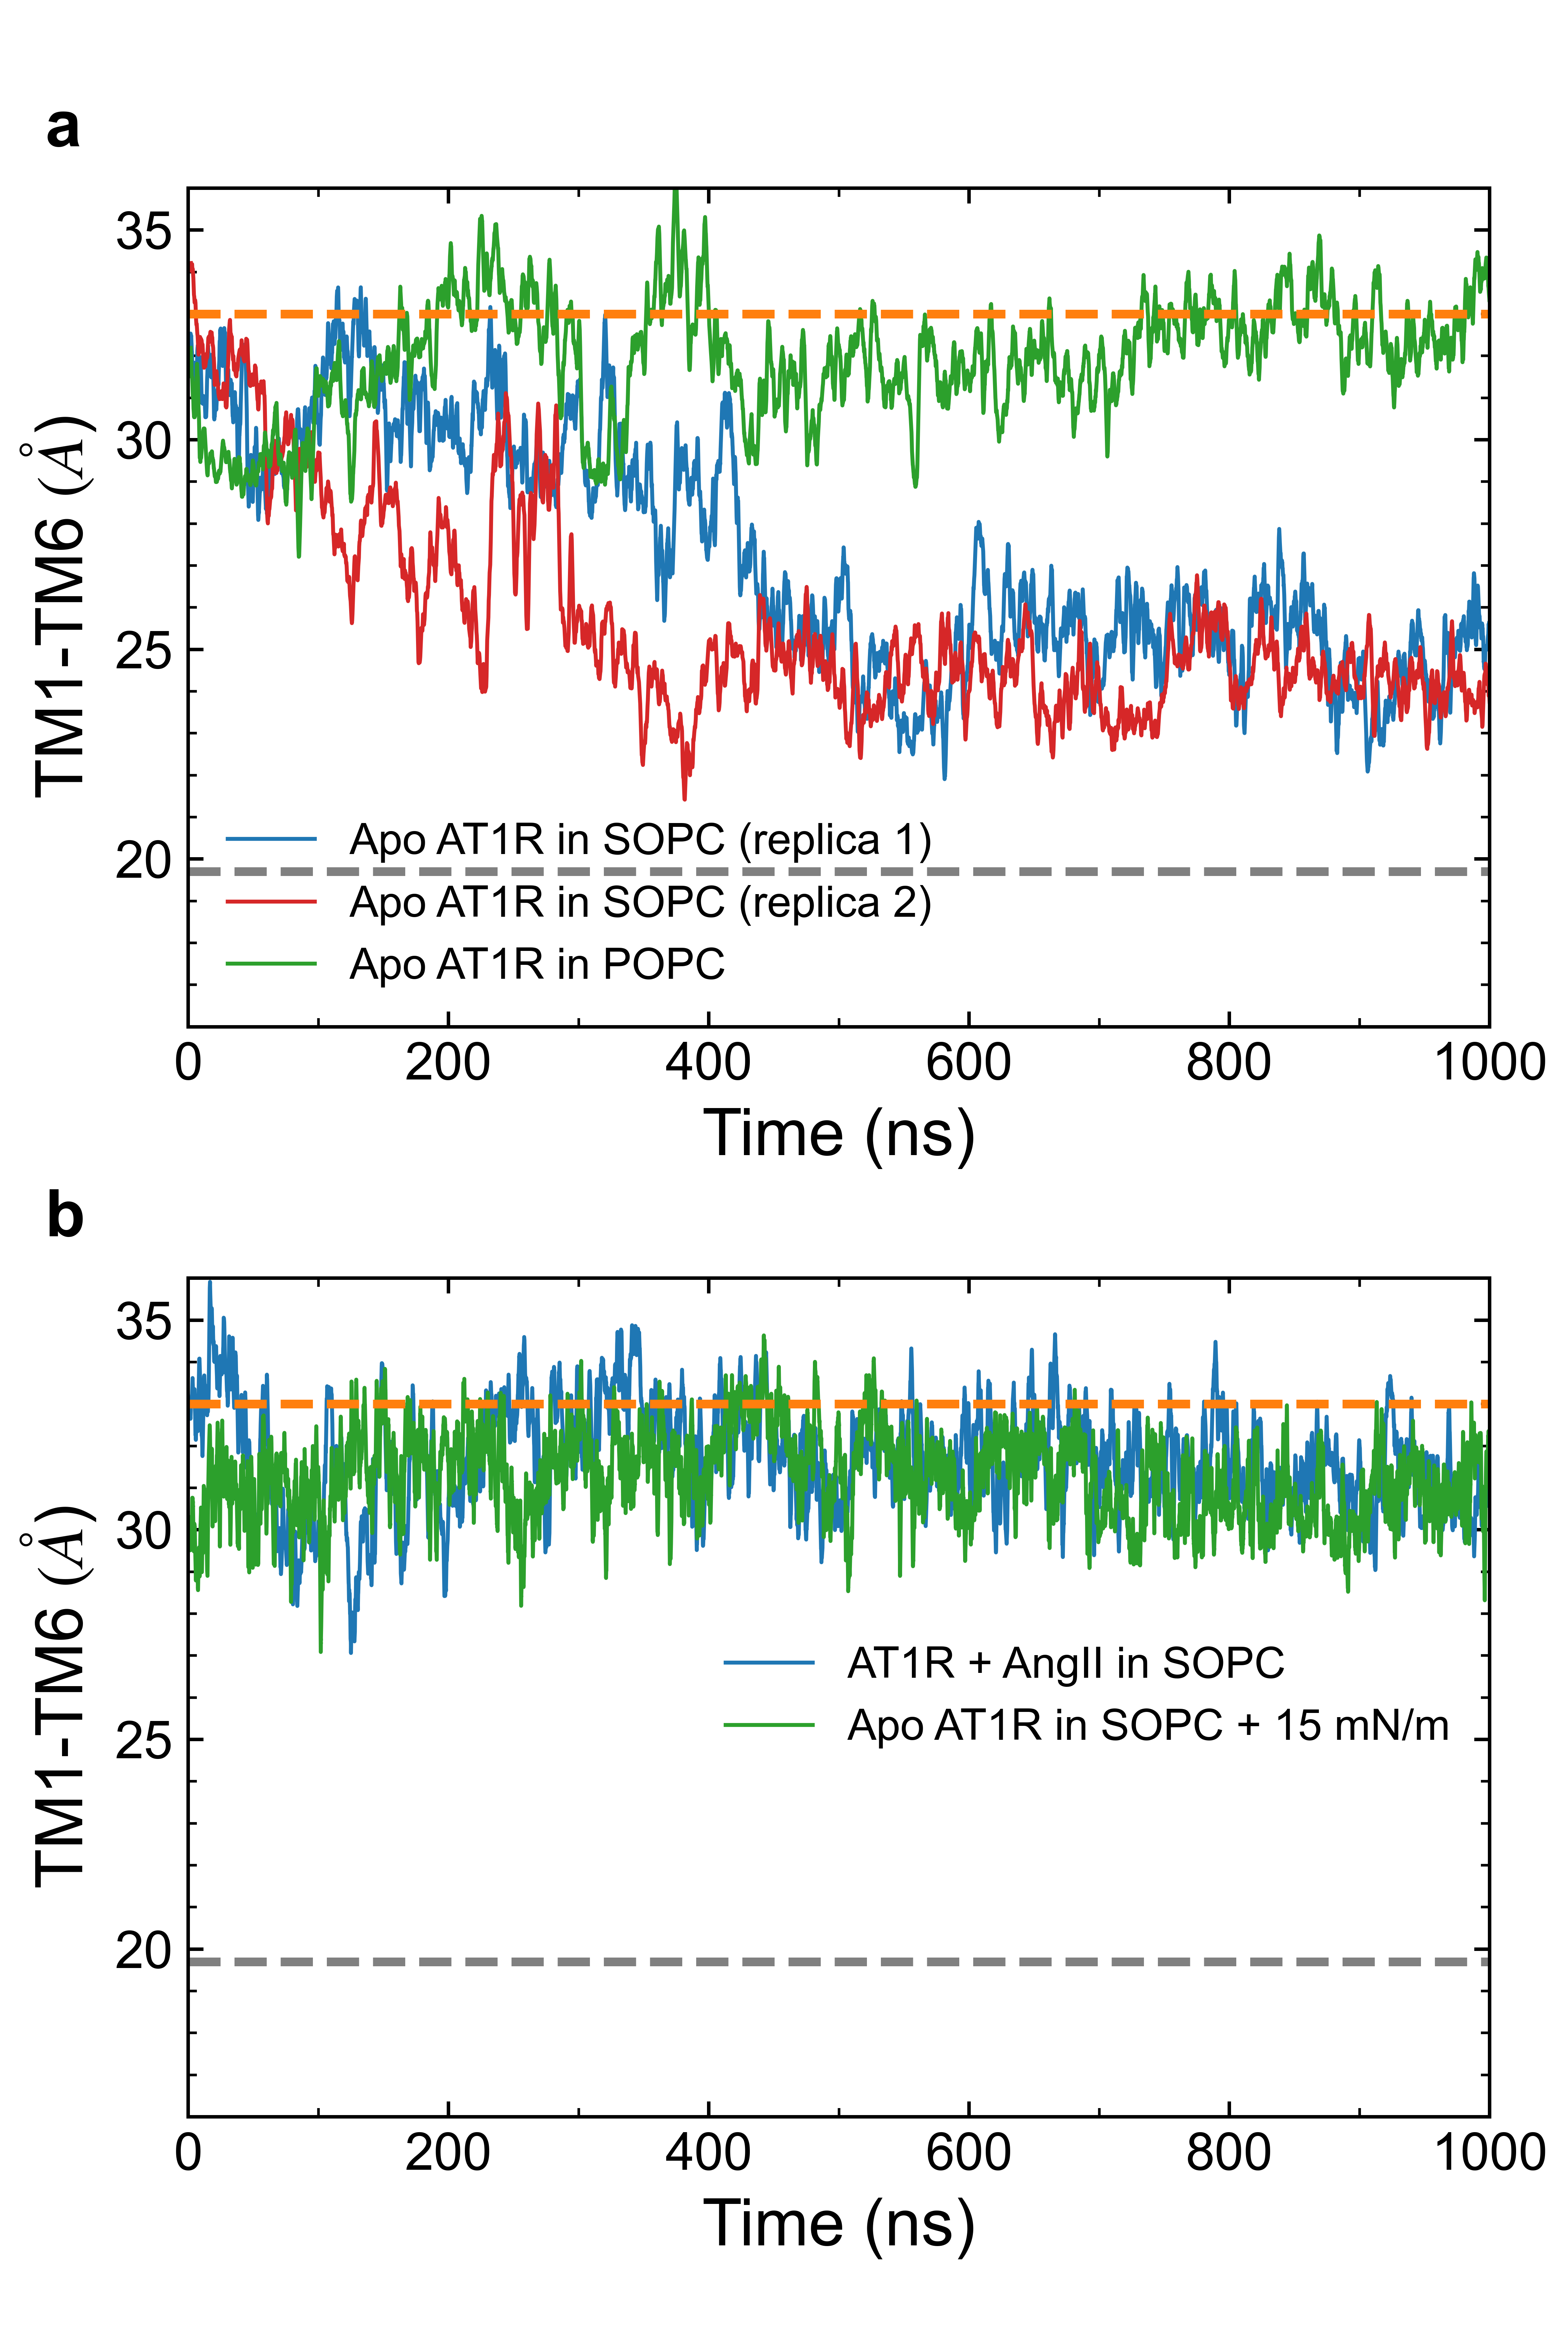 a
TM1-TM6 (Å)
35
30
25
20
Apo AT1R in SOPC (replica 1)
Apo AT1R in SOPC (replica 2)
Apo AT1R in POPC
0 200 400 600 800 1000
Time (ns)
b
TM1-TM6 (Å)
35
30
25
20
AT1R + AngII in SOPC
Apo AT1R in SOPC + 15 mN/m
0 200 400 600 800 1000
Time (ns)